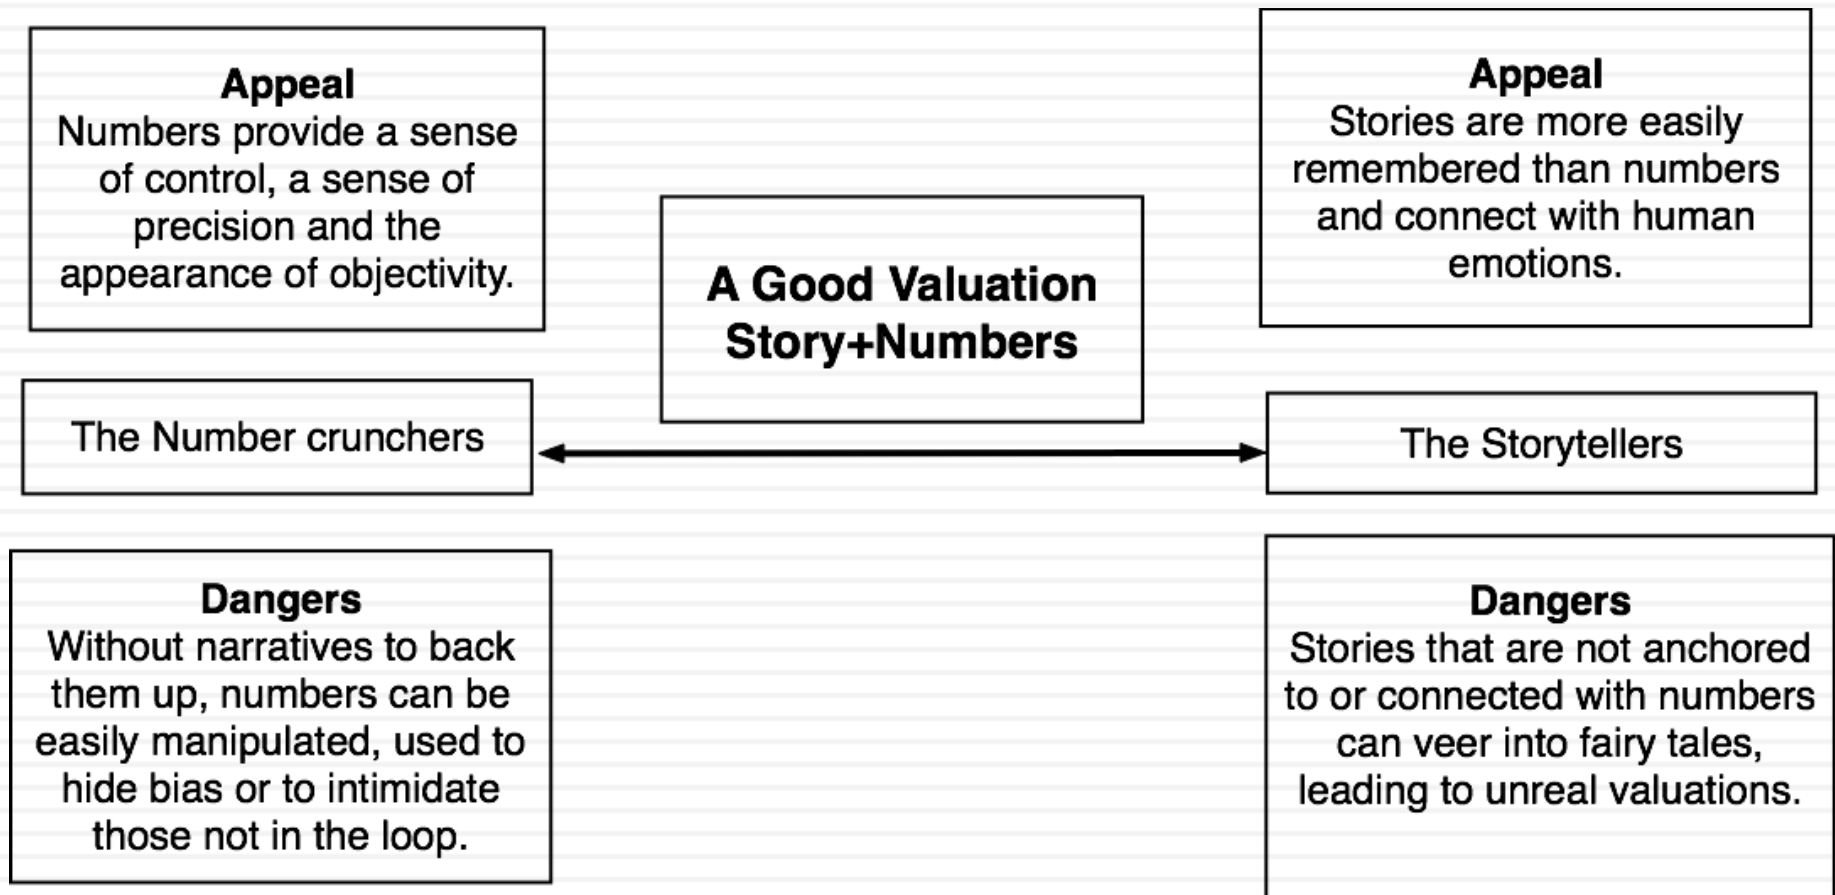 Appeal
Numbers provide a sense
of control, a sense of
precision and the
appearance of objectivity.
A Good Valuation
Story+Numbers
Appeal
Stories are more easily
remembered than numbers
and connect with human
emotions.
The Number crunchers
The Storytellers
Dangers
Without narratives to back
them up, numbers can be
easily manipulated, used to
hide bias or to intimidate
those not in the loop.
Dangers
Stories that are not anchored
to or connected with numbers
can veer into fairy tales,
leading to unreal valuations.